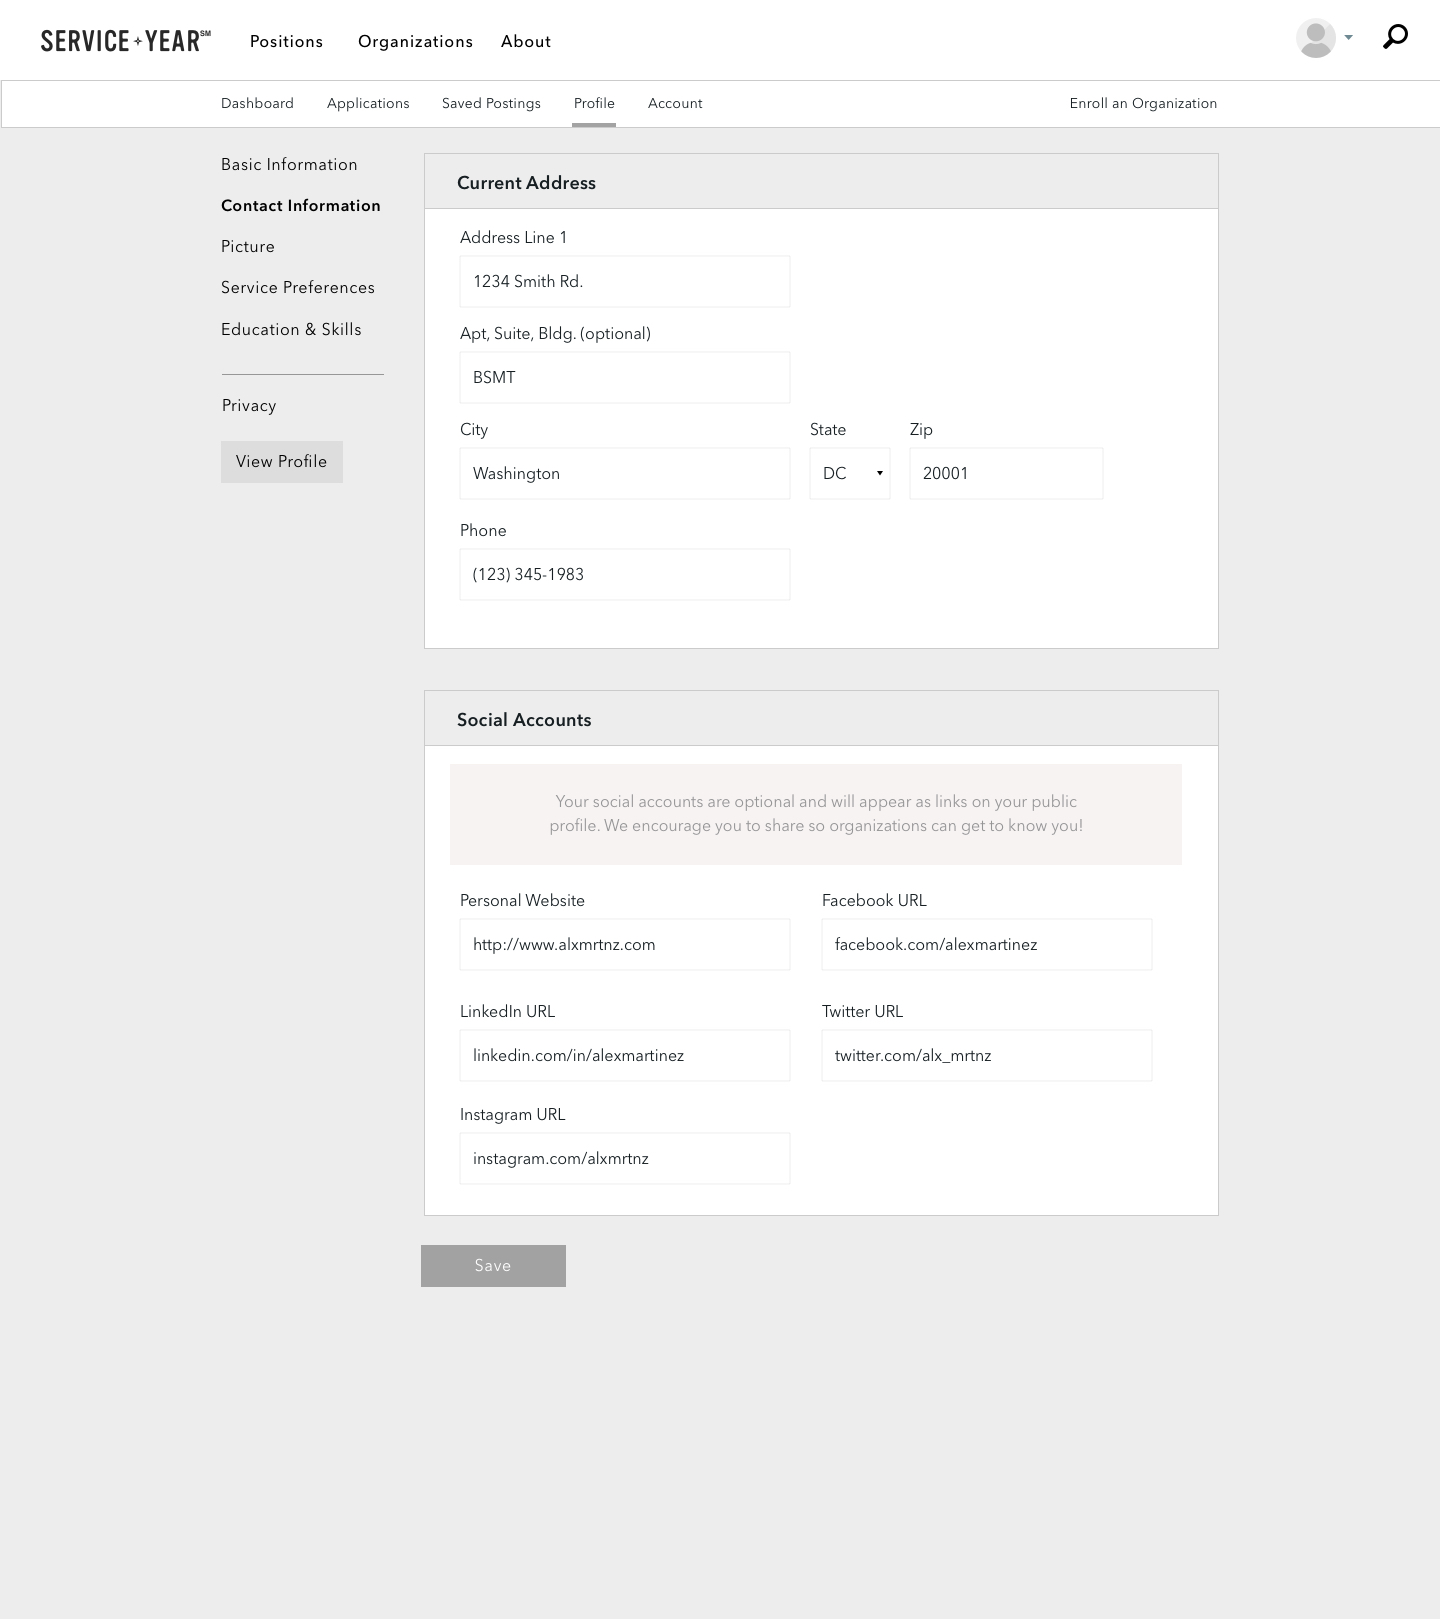 SERVICE+YEAR℠
Positions
Organizations
About
Dashboard
Applications
Saved Postings
Profile
Account
Enroll an Organization
Basic Information
Contact Information
Picture
Service Preferences
Education & Skills
Privacy
View Profile
Current Address
Address Line 1
1234 Smith Rd.
Apt, Suite, Bldg. (optional)
BSMT
City
Washington
State
DC
Zip
20001
Phone
(123) 345-1983
Social Accounts
Your social accounts are optional and will appear as links on your public
profile. We encourage you to share so organizations can get to know you!
Personal Website
http://www.alxmrtnz.com
Facebook URL
facebook.com/alexmartinez
LinkedIn URL
linkedin.com/in/alexmartinez
Twitter URL
twitter.com/alx_mrtnz
Instagram URL
instagram.com/alxmrtnz
Save